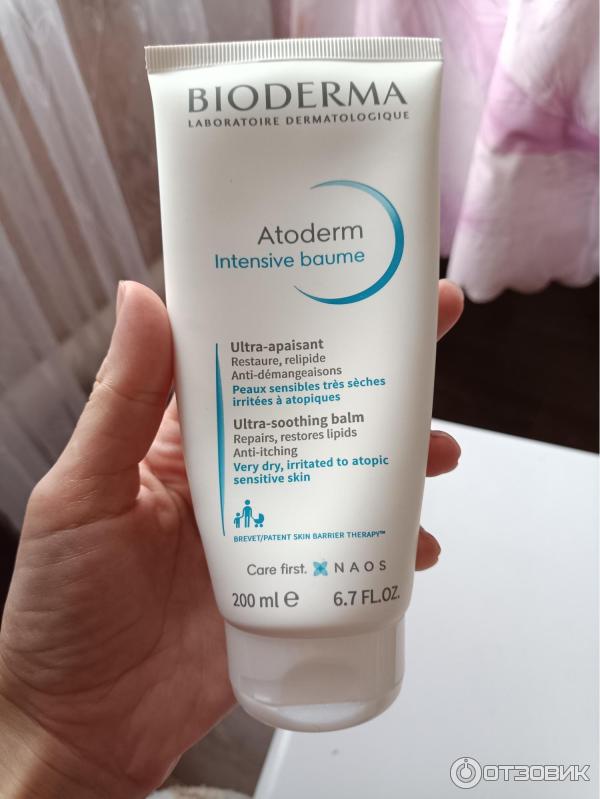 BIODERMA
LABORATOIRE DERMATOLOGIQUE
Atoderm
Intensive baume
Ultra-apaisant
Restaure, relipide
Anti-démangeaisons
Peaux sensibles très sèches
irritées à atopiques
Ultra-soothing balm
Repairs, restores lipids
Anti-itching
Very dry, irritated to atopic
sensitive skin
BREVET/PATENT SKIN BARRIER THERAPY™
Care first. NAOS
200 ml ℮ 6.7 FL.OZ.
ОТЗОВИК